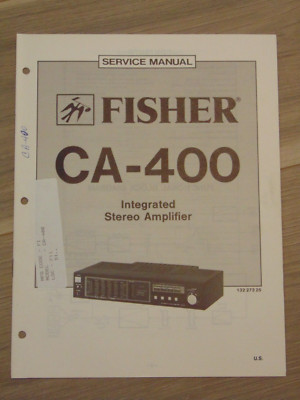 SERVICE MANUAL
FISHER®
CA-400
Integrated
Stereo Amplifier
U.S.